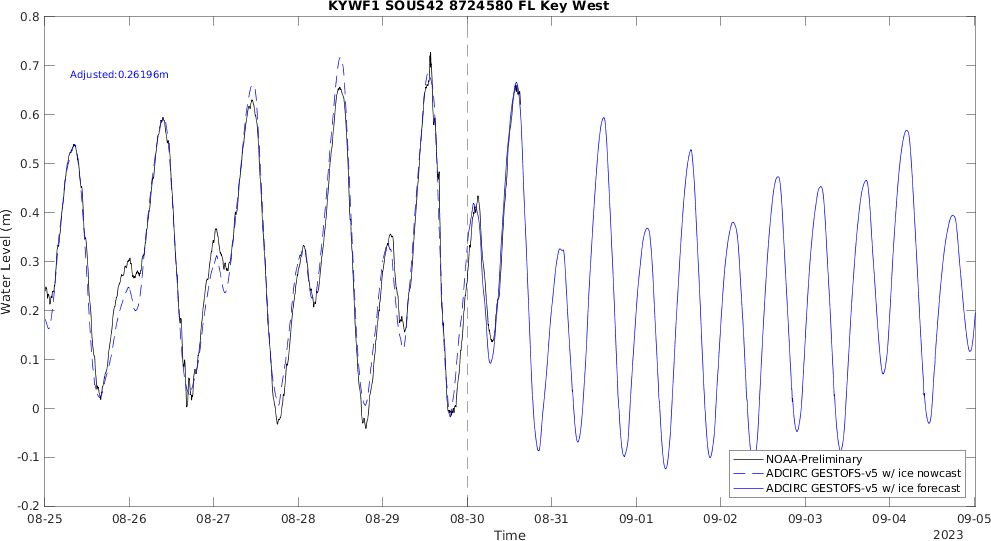 KYWF1 SOUS42 8724580 FL Key West
0.8
0.7
Adjusted:0.26196m
0.6
0.5
0.4
0.3
0.2
0.1
0
-0.1
-0.2
Water Level (m)
NOAA-Preliminary
ADCIRC GESTOFS-v5 w/ ice nowcast
ADCIRC GESTOFS-v5 w/ ice forecast
08-25 08-26 08-27 08-28 08-29 08-30 08-31 09-01 09-02 09-03 09-04 09-05
Time
2023